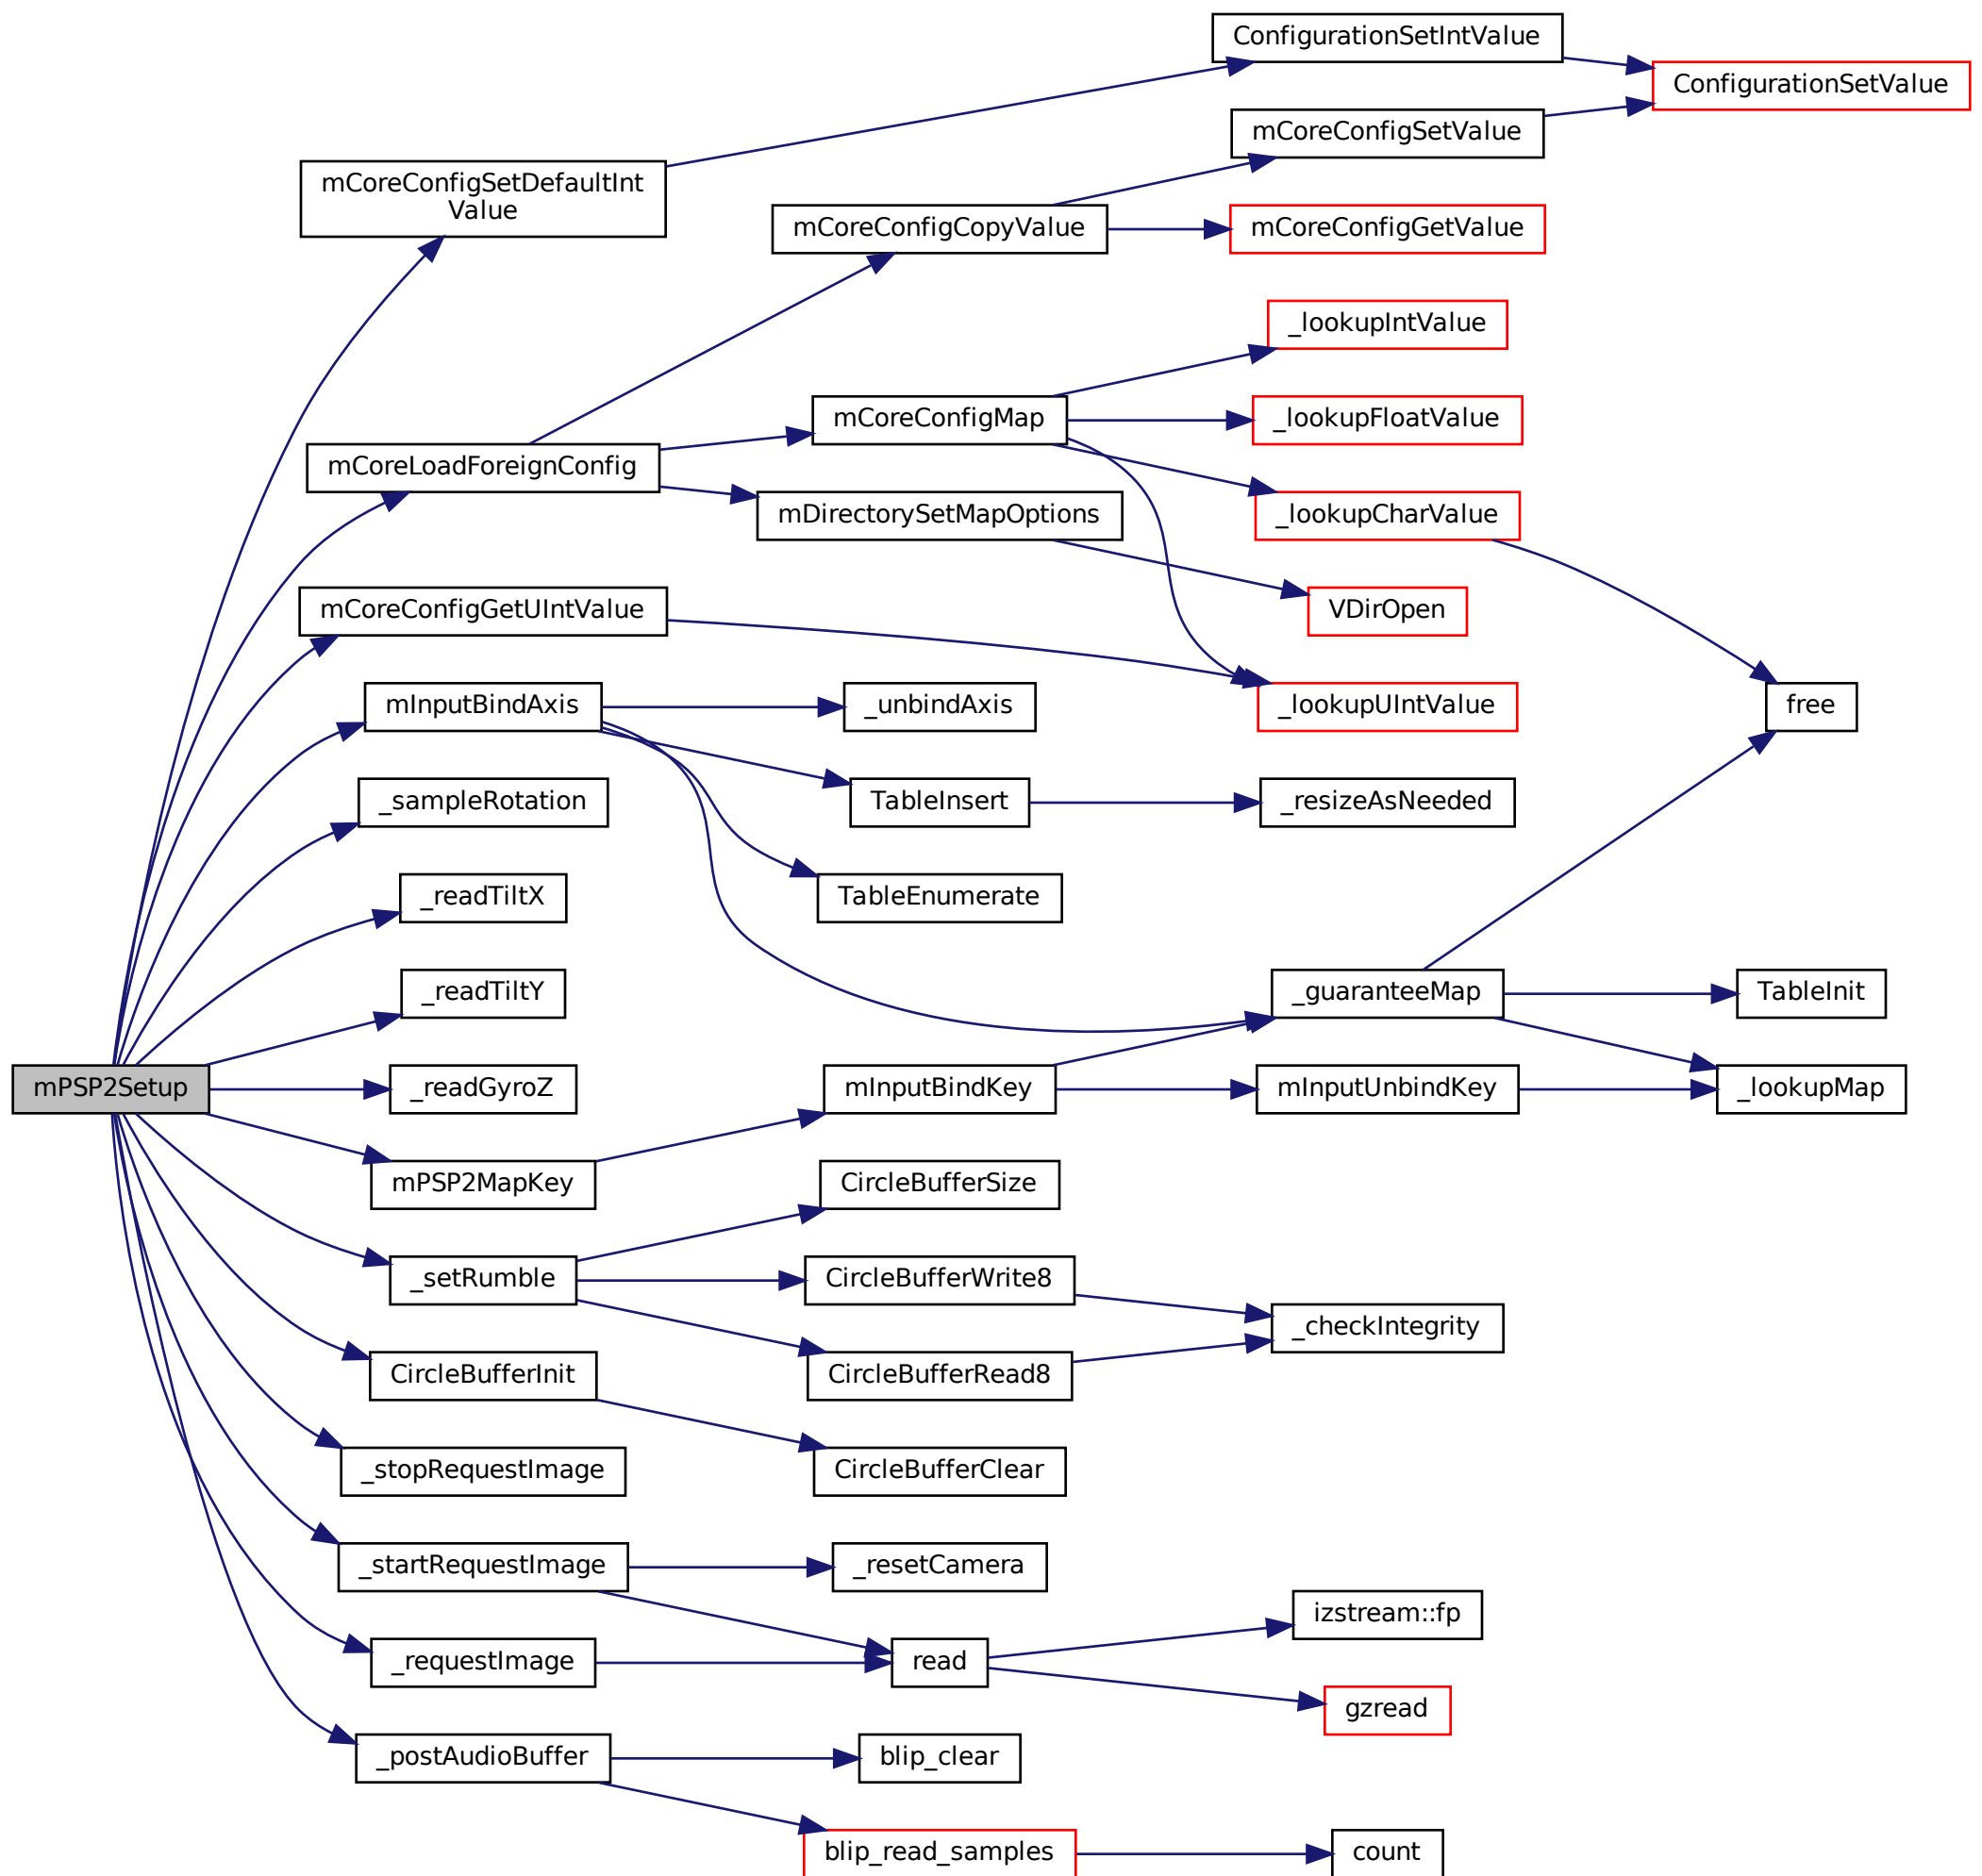 ConfigurationSetIntValue
ConfigurationSetValue
mCoreConfigSetValue
mCoreConfigSetDefaultInt
Value
mCoreConfigCopyValue
mCoreConfigGetValue
_lookupIntValue
mCoreConfigMap
_lookupFloatValue
mCoreLoadForeignConfig
mDirectorySetMapOptions
_lookupCharValue
mCoreConfigGetUIntValue
VDirOpen
mInputBindAxis
_unbindAxis
_lookupUIntValue
free
_sampleRotation
TableInsert
_resizeAsNeeded
_readTiltX
TableEnumerate
_readTiltY
_guaranteeMap
TableInit
mPSP2Setup
_readGyroZ
mInputBindKey
mInputUnbindKey
_lookupMap
mPSP2MapKey
CircleBufferSize
_setRumble
CircleBufferWrite8
_checkIntegrity
CircleBufferInit
CircleBufferRead8
_stopRequestImage
CircleBufferClear
_startRequestImage
_resetCamera
izstream::fp
_requestImage
read
gzread
_postAudioBuffer
blip_clear
blip_read_samples
count